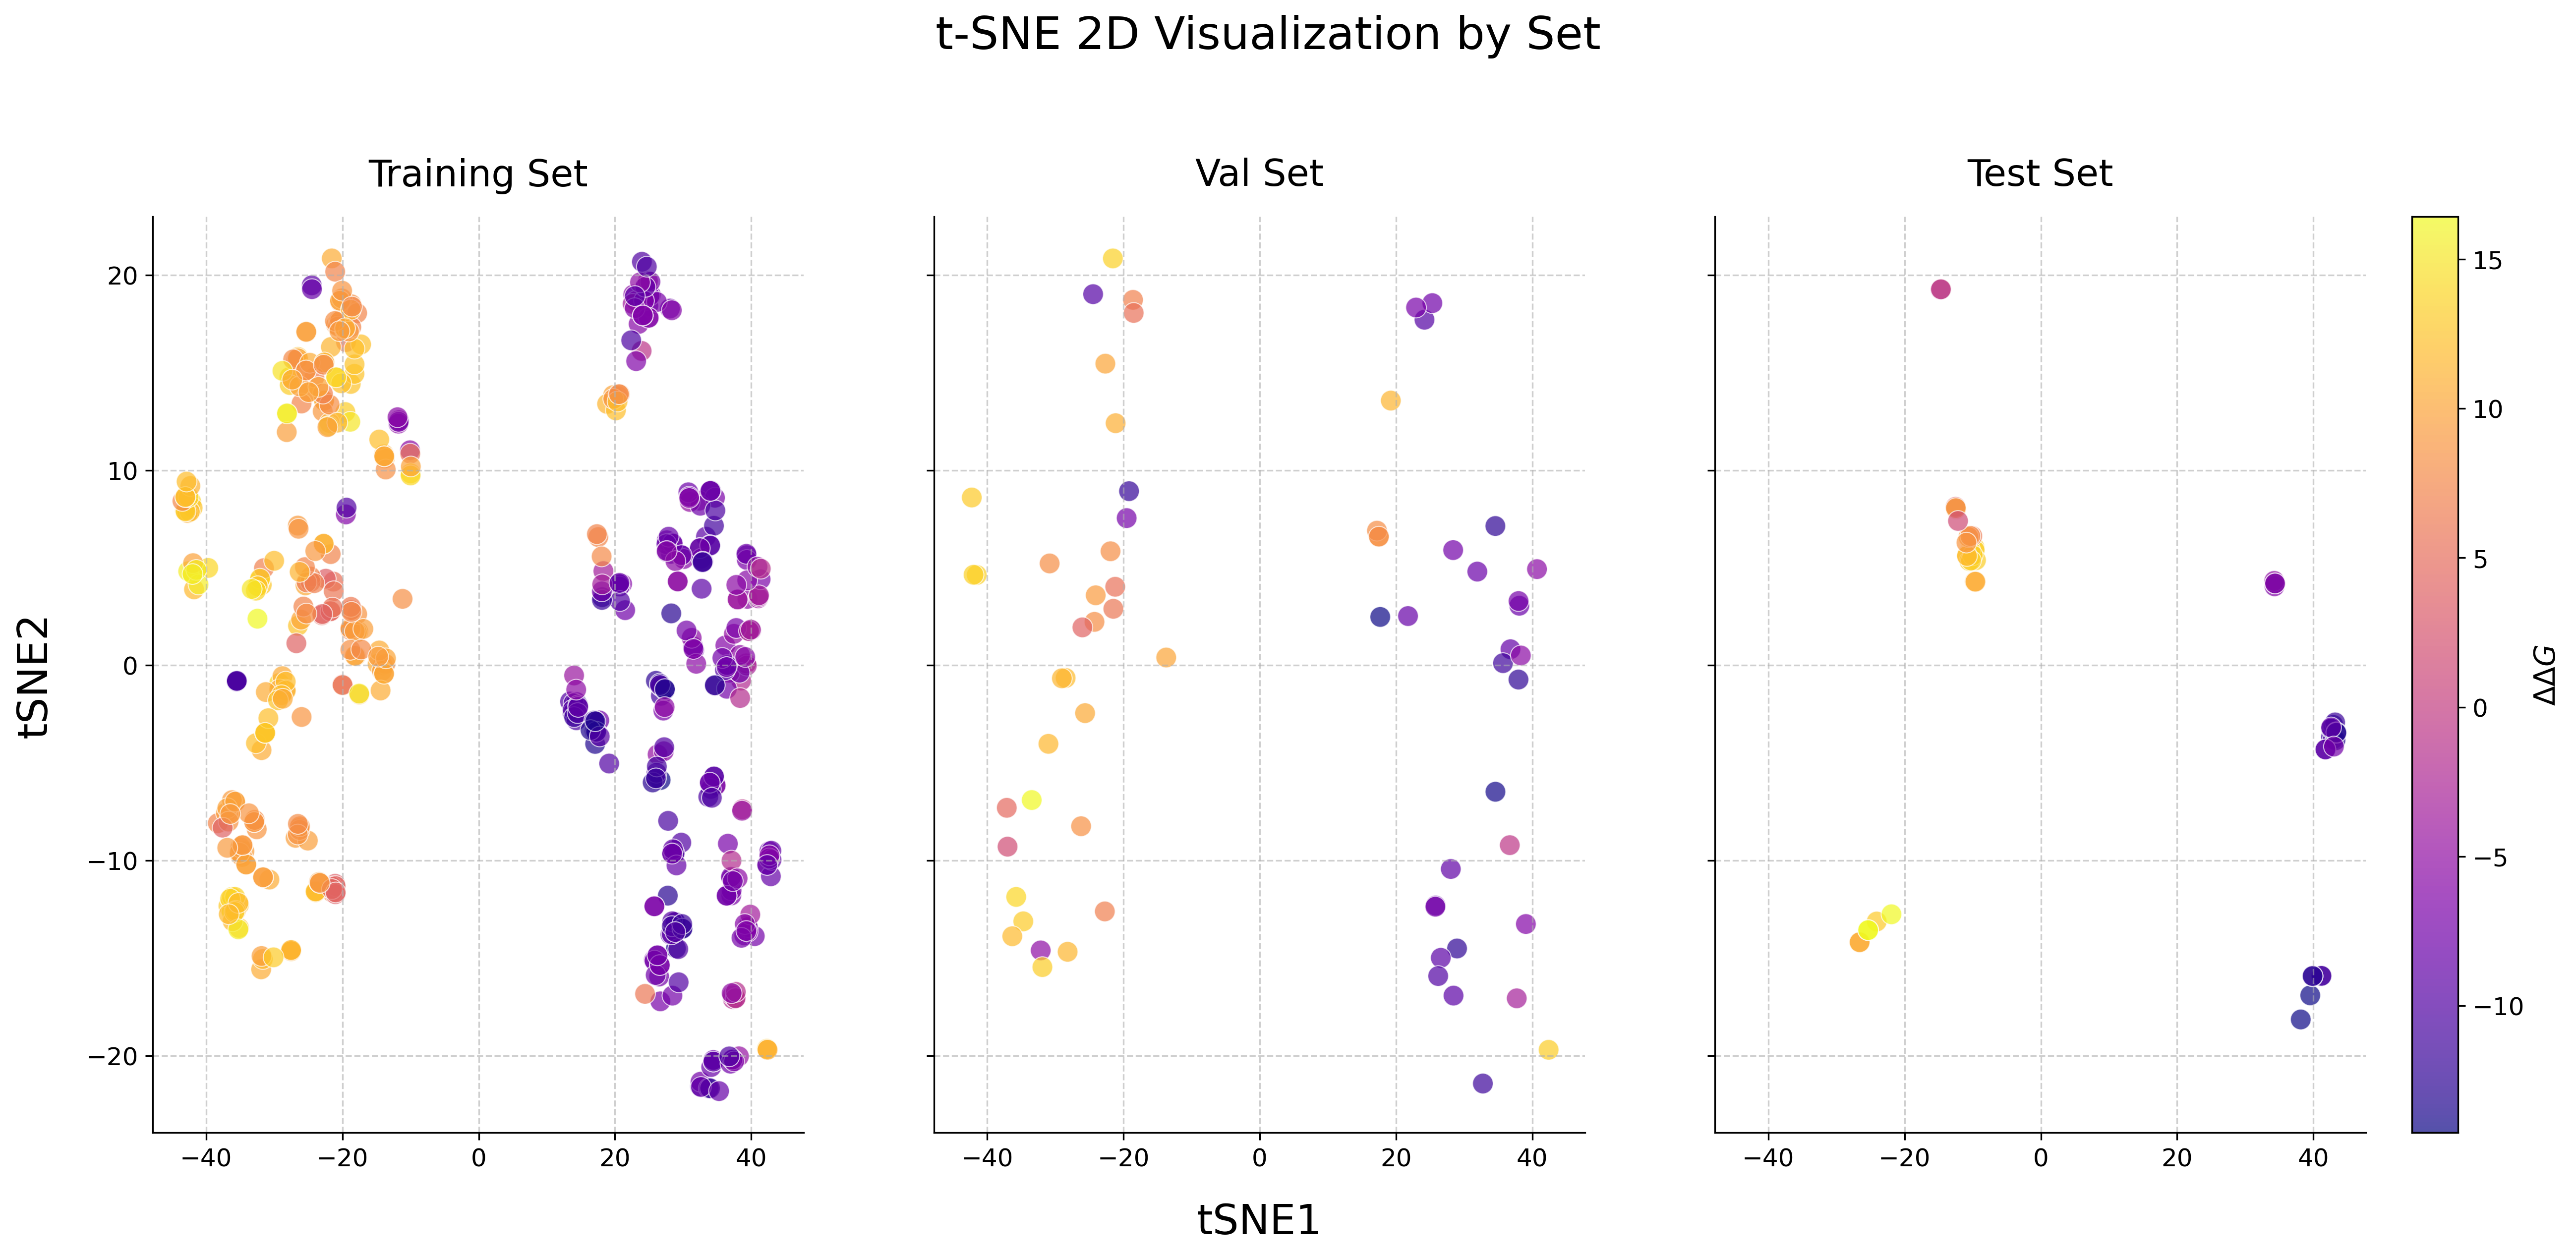 t-SNE 2D Visualization by Set
Training Set
Val Set
Test Set
tSNE2
20
10
0
−10
−20
−40 −20 0 20 40
−40 −20 0 20 40
−40 −20 0 20 40
tSNE1
15
10
5
0
−5
−10
ΔΔG